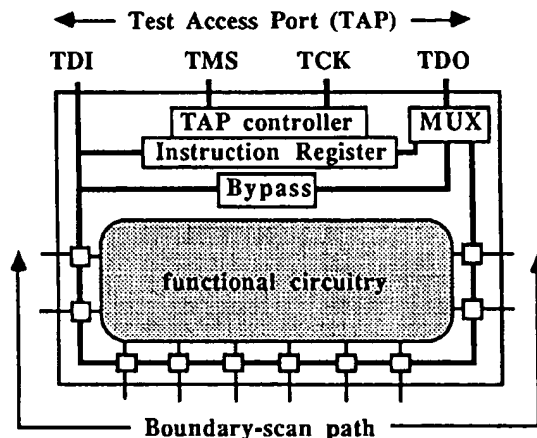 Test Access Port (TAP)
TDI TMS TCK TDO
TAP controller
MUX
Instruction Register
Bypass
functional circuitry
Boundary-scan path